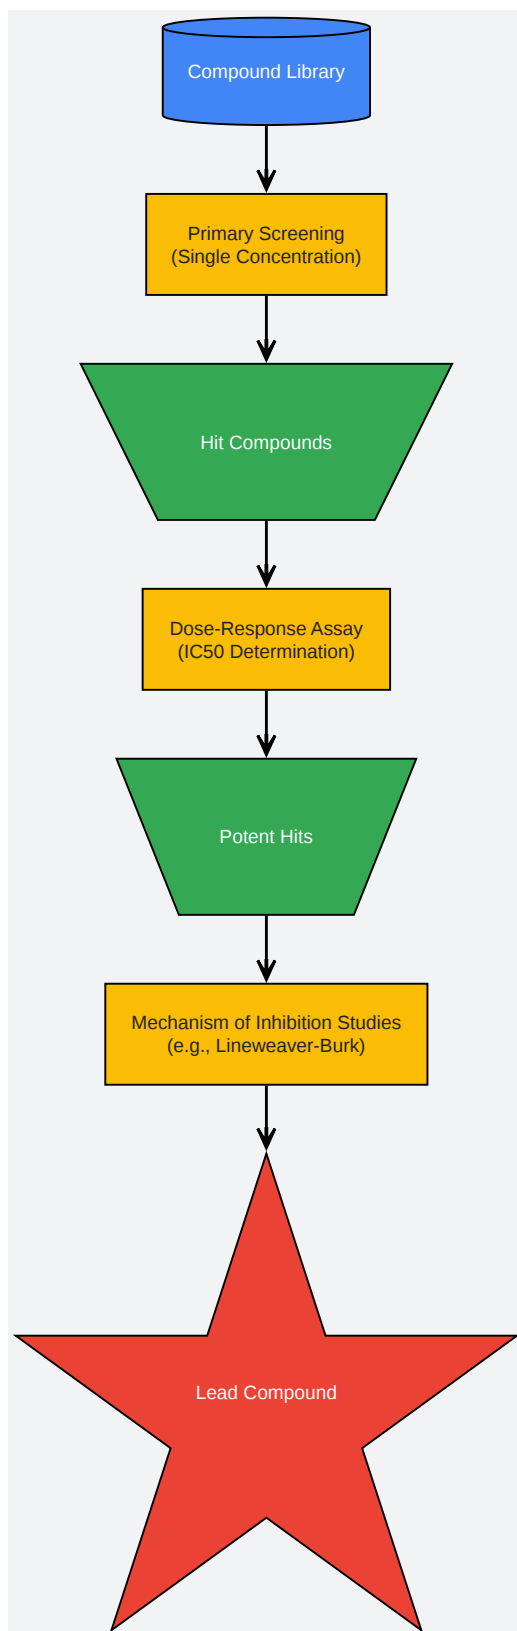 Compound Library
Primary Screening
(Single Concentration)
Hit Compounds
Dose-Response Assay
(IC50 Determination)
Potent Hits
Mechanism of Inhibition Studies
(e.g., Lineweaver-Burk)
Lead Compound